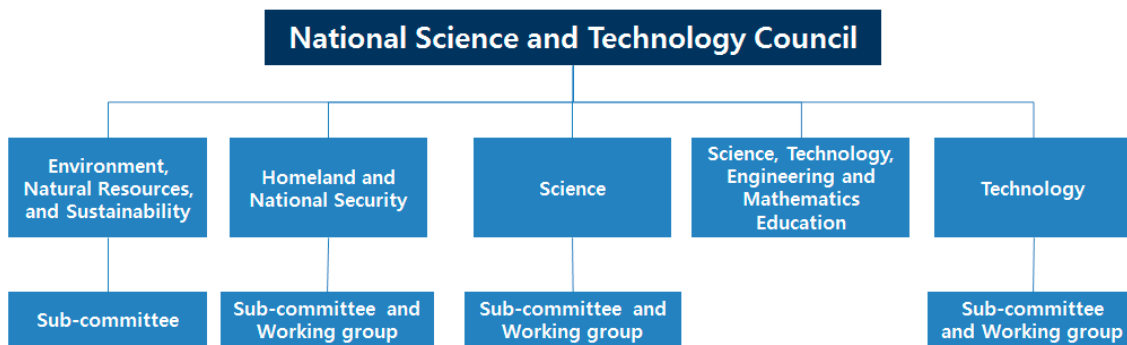 National Science and Technology Council
Environment,
Natural Resources,
and Sustainability
Homeland and
National Security
Science
Science, Technology,
Engineering and
Mathematics
Education
Technology
Sub-committee
Sub-committee and
Working group
Sub-committee and
Working group
Sub-committee
and Working group